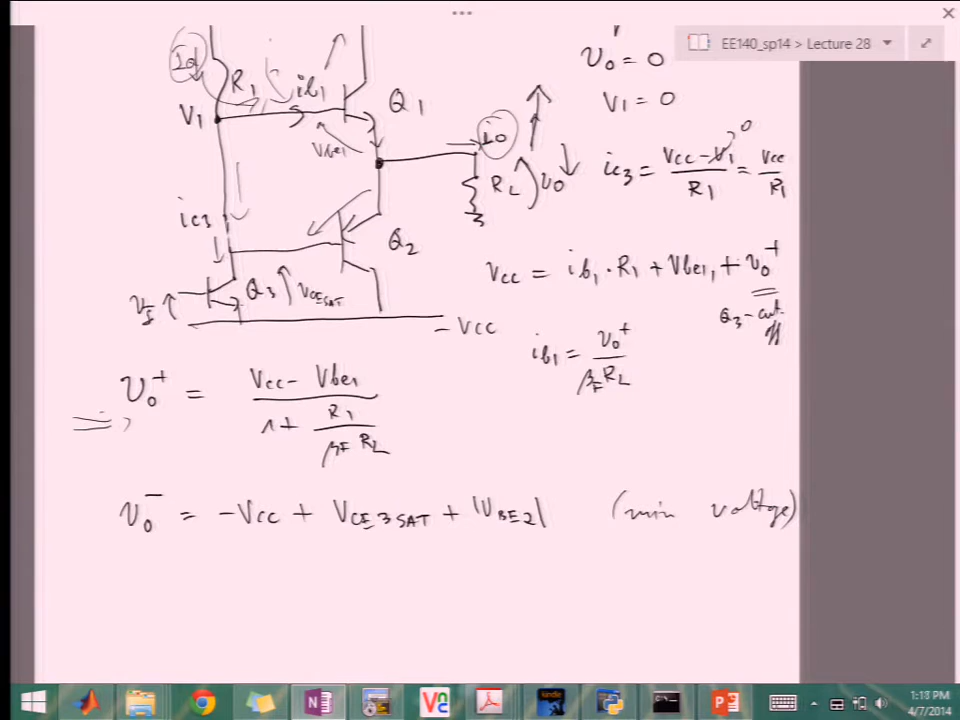 EE140_sp14 > Lecture 28
Id
R1
ib1
Q1
V1
Vbe1
io
RL
vo
ic3
Q2
Q3
VCESAT
vI
-VCC
vo' = 0
V1 = 0
ic3 = (Vcc - V1)/R1 = Vcc/R1
0
Vcc = ib1 · R1 + Vbe1 + vo+
Q3 - cut off
ib1 = vo+/(βF RL)
⇒ vo+ = (Vcc - Vbe1)/(1 + R1/(βF RL))
vo- = -Vcc + VCE3SAT + |VBE2| (min voltage)
1:13 PM
4/7/2014